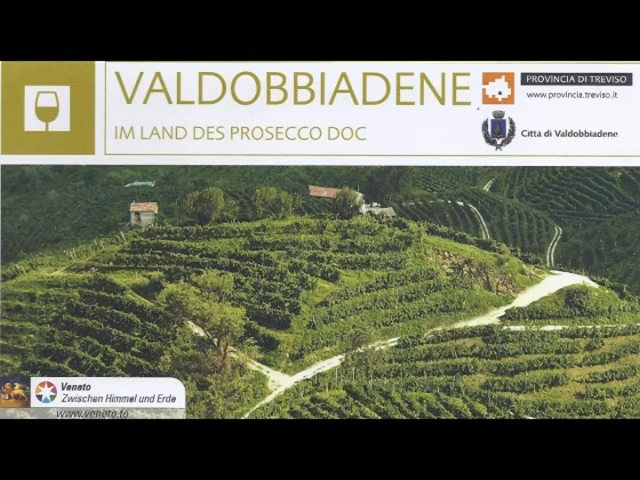 VALDOBBIADENE
IM LAND DES PROSECCO DOC
PROVINCIA DI TREVISO
www.provincia.treviso.it
Città di Valdobbiadene
Veneto
Zwischen Himmel und Erde
www.veneto.to